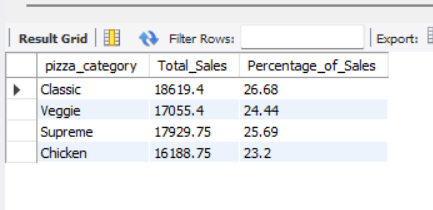 Result Grid Filter Rows: Export:
pizza_category Total_Sales Percentage_of_Sales
Classic 18619.4 26.68
Veggie 17055.4 24.44
Supreme 17929.75 25.69
Chicken 16188.75 23.2